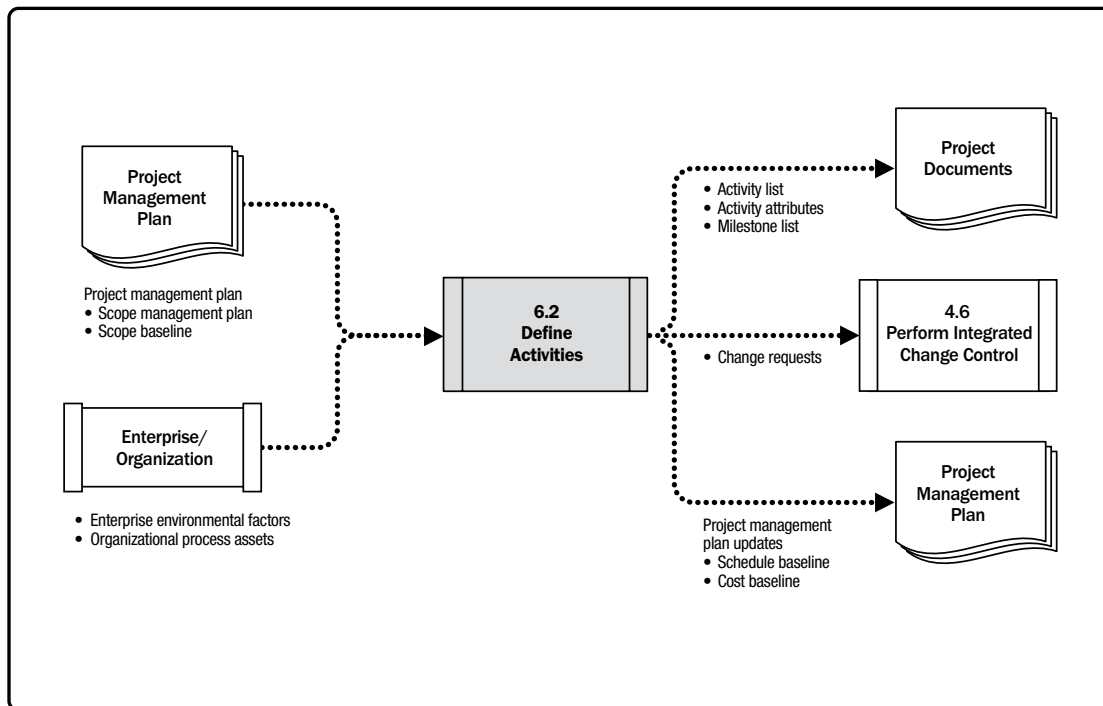 Project
Management
Plan
Project management plan
• Scope management plan
• Scope baseline
Enterprise/
Organization
• Enterprise environmental factors
• Organizational process assets
6.2
Define
Activities
• Activity list
• Activity attributes
• Milestone list
Project
Documents
• Change requests
4.6
Perform Integrated
Change Control
Project management
plan updates
• Schedule baseline
• Cost baseline
Project
Management
Plan